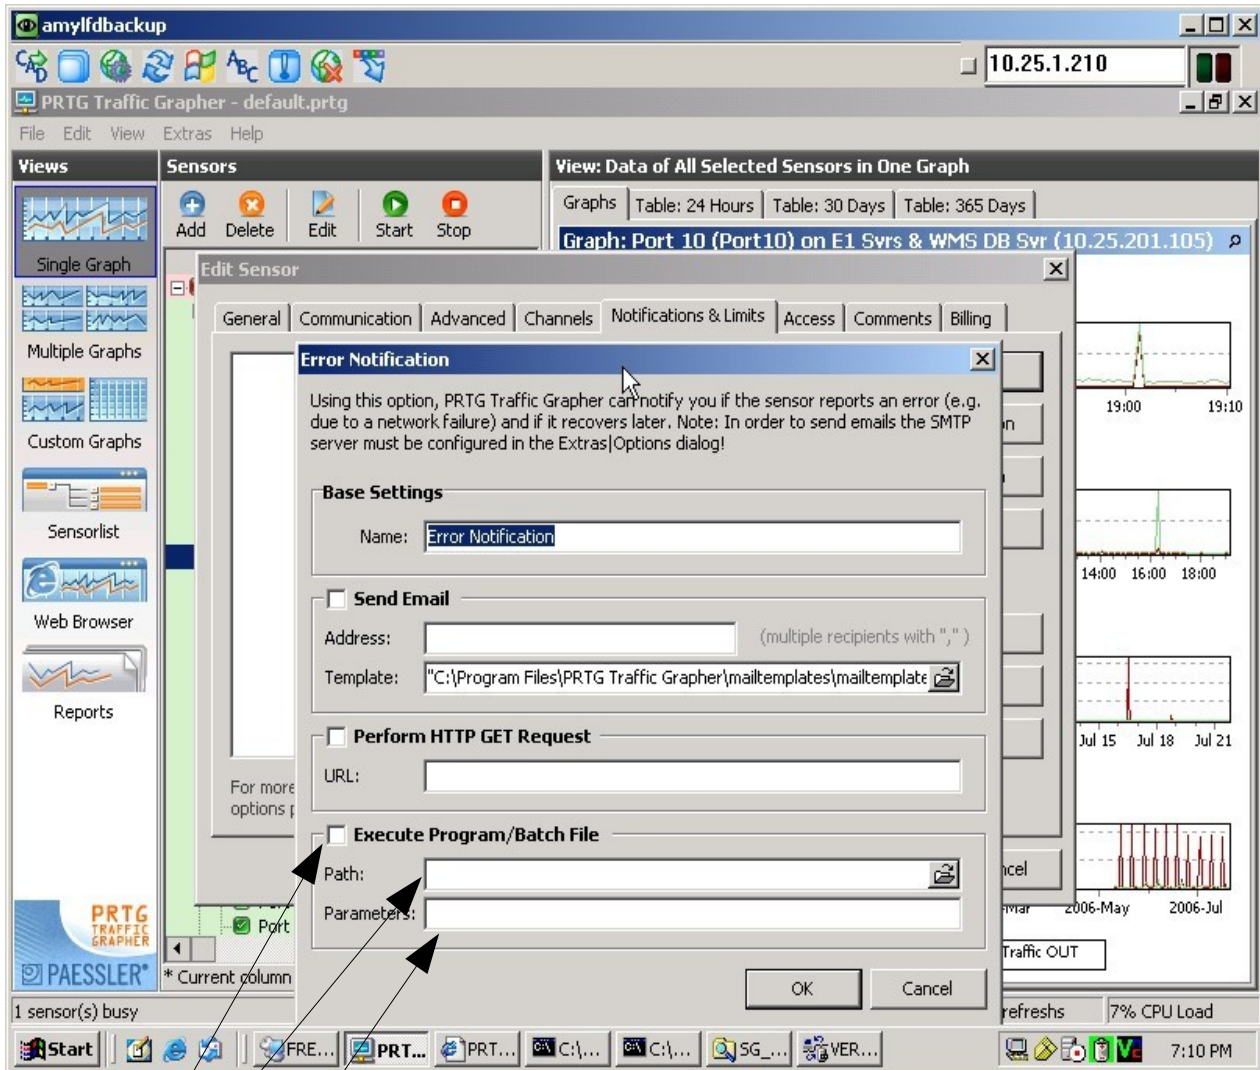 amylfdbackup
CAD
ABC
10.25.1.210
PRTG Traffic Grapher - default.prtg
File Edit View Extras Help
Views
Single Graph
Multiple Graphs
Custom Graphs
Sensorlist
Web Browser
Reports
PRTG
TRAFFIC
GRAPHER
PAESSLER
Sensors
Add Delete Edit Start Stop
View: Data of All Selected Sensors in One Graph
Graphs Table: 24 Hours Table: 30 Days Table: 365 Days
Graph: Port 10 (Port10) on E1 Svrs & WMS DB Svr (10.25.201.105)
19:00 19:10
14:00 16:00 18:00
Jul 15 Jul 18 Jul 21
2006-May 2006-Jul
Traffic OUT
Edit Sensor
General Communication Advanced Channels Notifications & Limits Access Comments Billing
For more
options
Error Notification
Using this option, PRTG Traffic Grapher can notify you if the sensor reports an error (e.g.
due to a network failure) and if it recovers later. Note: In order to send emails the SMTP
server must be configured in the Extras|Options dialog!
Base Settings
Name: Error Notification
Send Email
Address: (multiple recipients with "," )
Template: "C:\Program Files\PRTG Traffic Grapher\mailtemplates\mailtemplate
Perform HTTP GET Request
URL:
Execute Program/Batch File
Path:
Parameters:
OK Cancel
Port
* Current column
1 sensor(s) busy
refreshs 7% CPU Load
Start FRE... PRT... PRT... C:\... C:\... SG_... VER... 7:10 PM